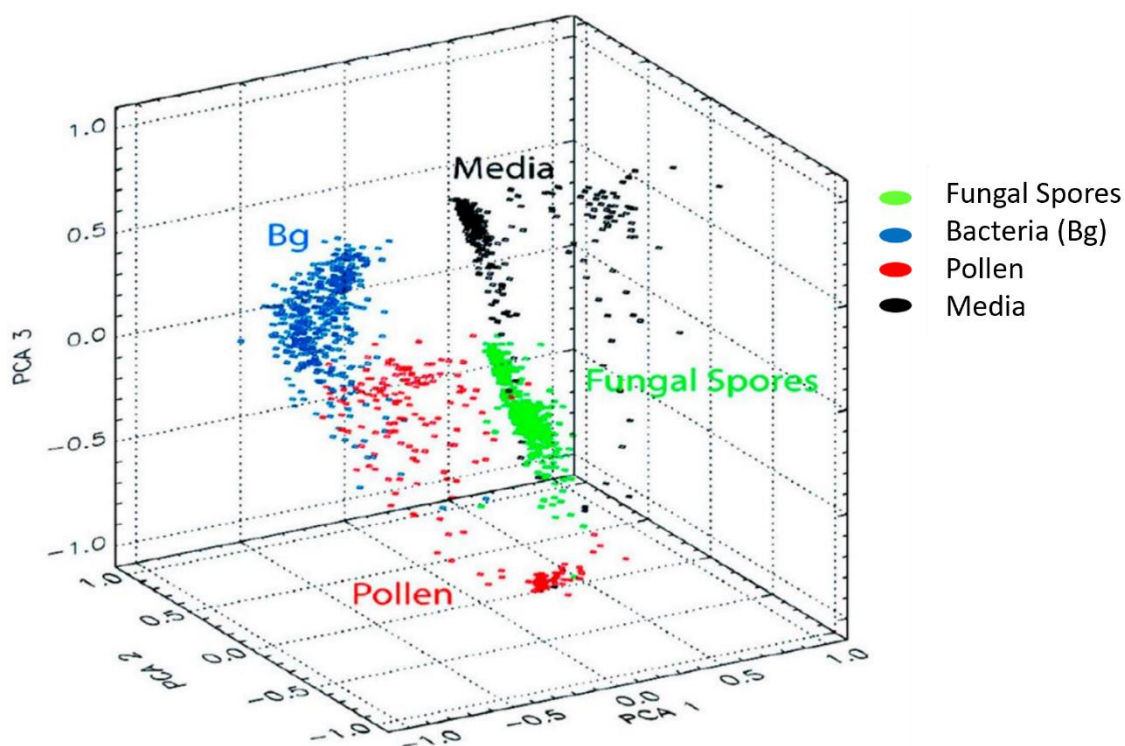 1.0
0.5
0.0
−0.5
−1.0
PCA 3
1.0
0.5
0.0
−0.5
−1.0
PCA 2
−1.0
−0.5
0.0
0.5
1.0
PCA 1
Media
Bg
Fungal Spores
Pollen
Fungal Spores
Bacteria (Bg)
Pollen
Media